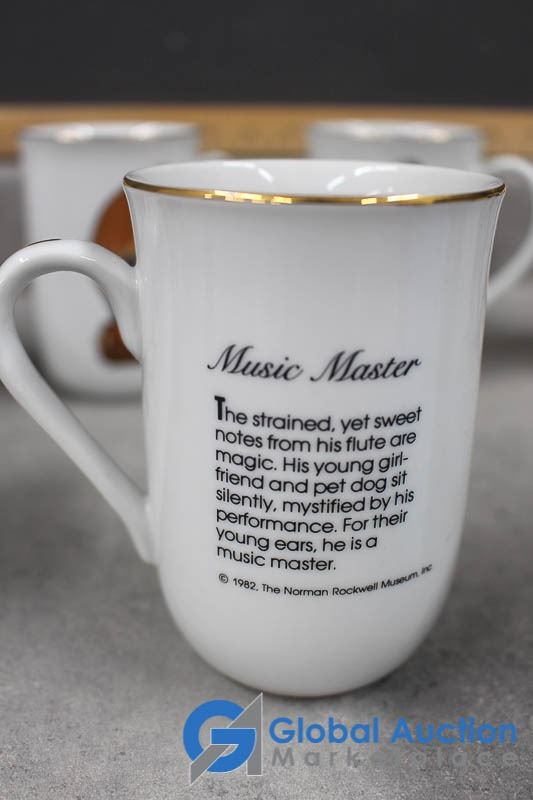 Music Master
The strained, yet sweet
notes from his flute are
magic. His young girl-
friend and pet dog sit
silently, mystified by his
performance. For their
young ears, he is a
music master.
© 1982, The Norman Rockwell Museum, Inc.
Global Auction
Marketplace